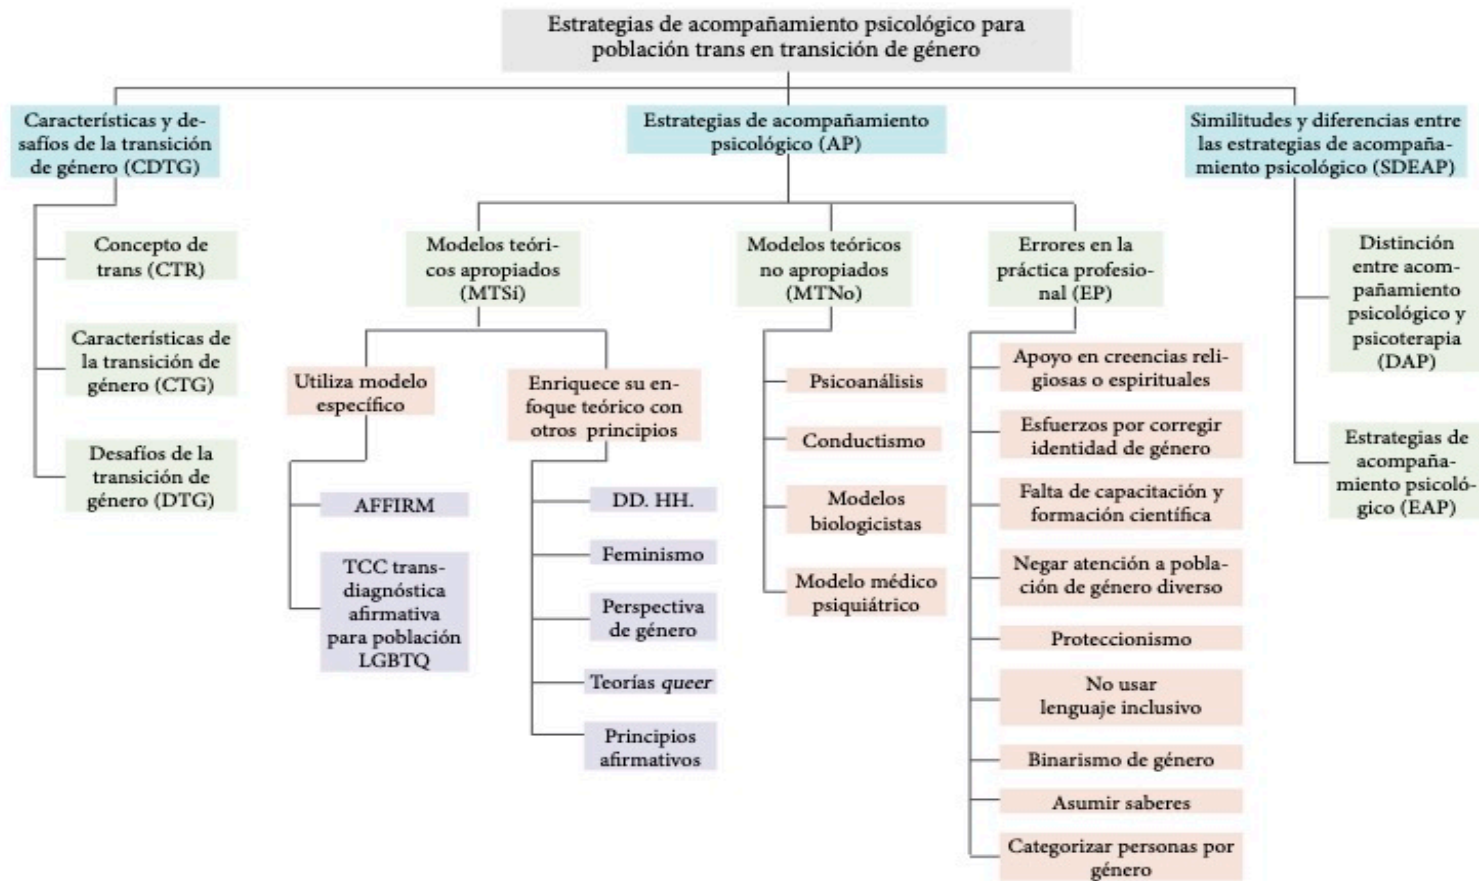 Estrategias de acompañamiento psicológico para
población trans en transición de género
Características y de-
safíos de la transición
de género (CDTG)
Concepto de
trans (CTR)
Características de
la transición de
género (CTG)
Desafíos de la
transición de
género (DTG)
Estrategias de acompañamiento
psicológico (AP)
Modelos teóri-
cos apropiados
(MTSí)
Utiliza modelo
específico
AFFIRM
TCC trans-
diagnóstica
afirmativa
para población
LGBTQ
Enriquece su en-
foque teórico con
otros principios
DD. HH.
Feminismo
Perspectiva
de género
Teorías queer
Principios
afirmativos
Modelos teóricos
no apropiados
(MTNo)
Psicoanálisis
Conductismo
Modelos
biologicistas
Modelo médico
psiquiátrico
Errores en la
práctica profesio-
nal (EP)
Apoyo en creencias reli-
giosas o espirituales
Esfuerzos por corregir
identidad de género
Falta de capacitación y
formación científica
Negar atención a pobla-
ción de género diverso
Proteccionismo
No usar
lenguaje inclusivo
Binarismo de género
Asumir saberes
Categorizar personas por
género
Similitudes y diferencias entre
las estrategias de acompaña-
miento psicológico (SDEAP)
Distinción
entre acom-
pañamiento
psicológico y
psicoterapia
(DAP)
Estrategias de
acompaña-
miento psicoló-
gico (EAP)